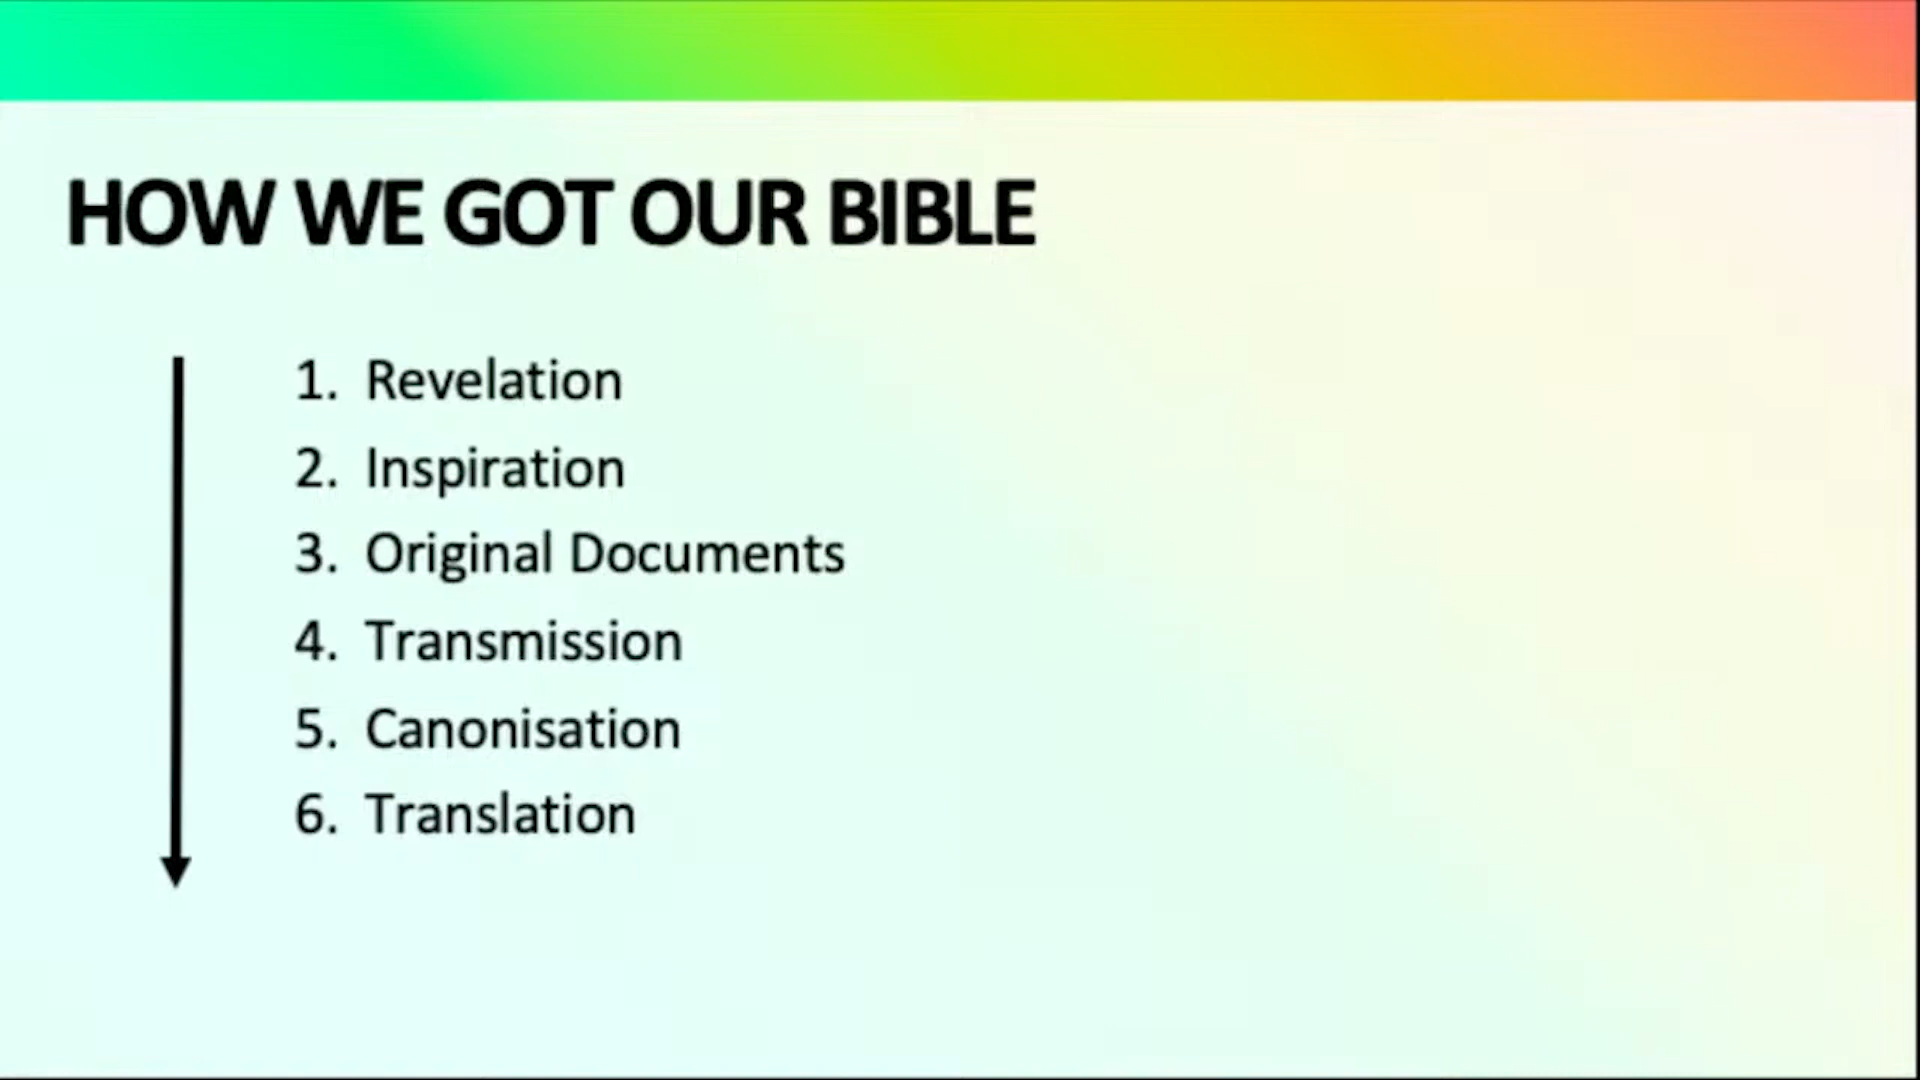 HOW WE GOT OUR BIBLE
1. Revelation
2. Inspiration
3. Original Documents
4. Transmission
5. Canonisation
6. Translation